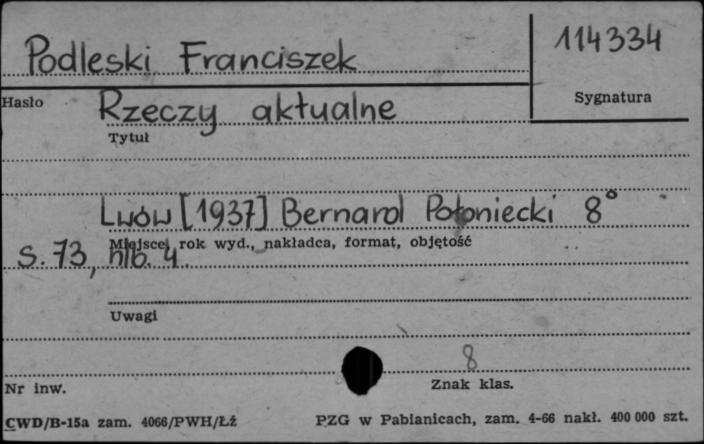 Podleski Franciszek
114334
Hasło
Sygnatura
Rzeczy aktualne
Tytuł
Lwów [1937] Bernard Połoniecki 8°
Miejsce, rok wyd., nakładca, format, objętość
S. 73, nlb. 4.
Uwagi
8
Nr inw.
Znak klas.
CWD/B-15a zam. 4066/PWH/Łż
PZG w Pabianicach, zam. 4-66 nakł. 400 000 szt.